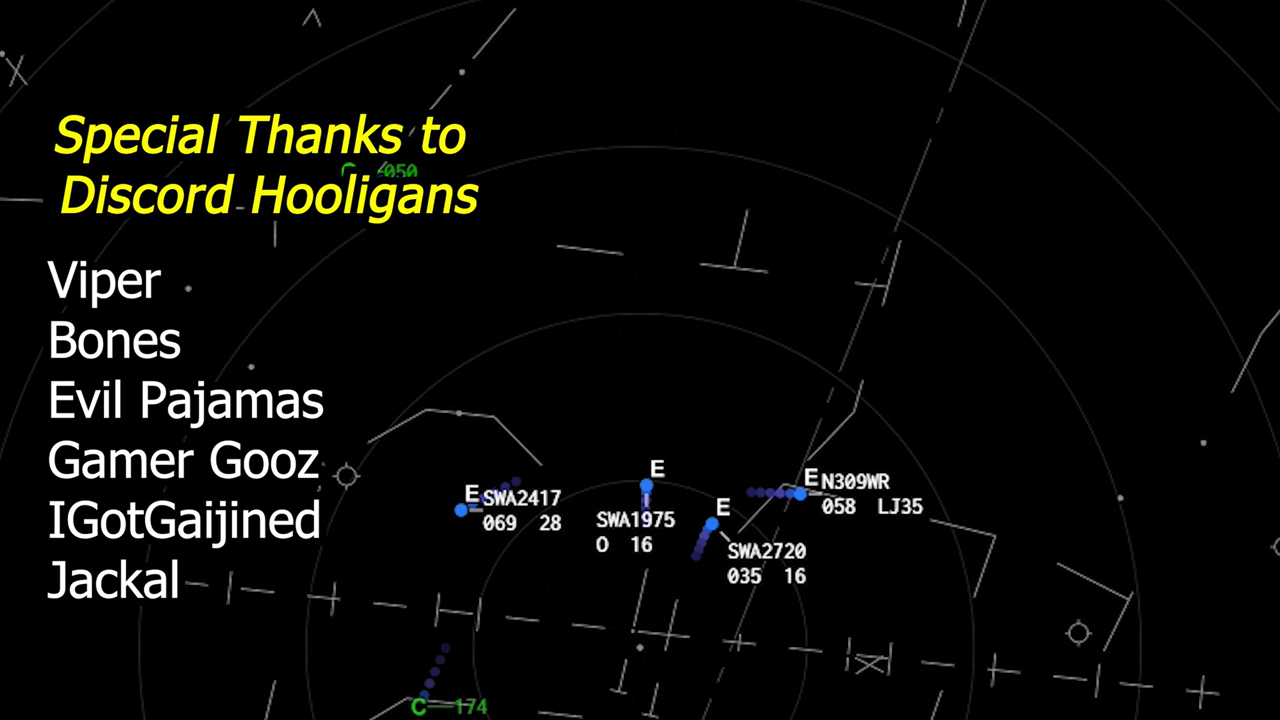 Special Thanks to
Discord Hooligans
C 050
Viper
Bones
Evil Pajamas
Gamer Gooz
IGotGaijined
Jackal
E
SWA2417
069 28
E
SWA1975
O 16
E
SWA2720
035 16
E
N309WR
058 LJ35
C 174